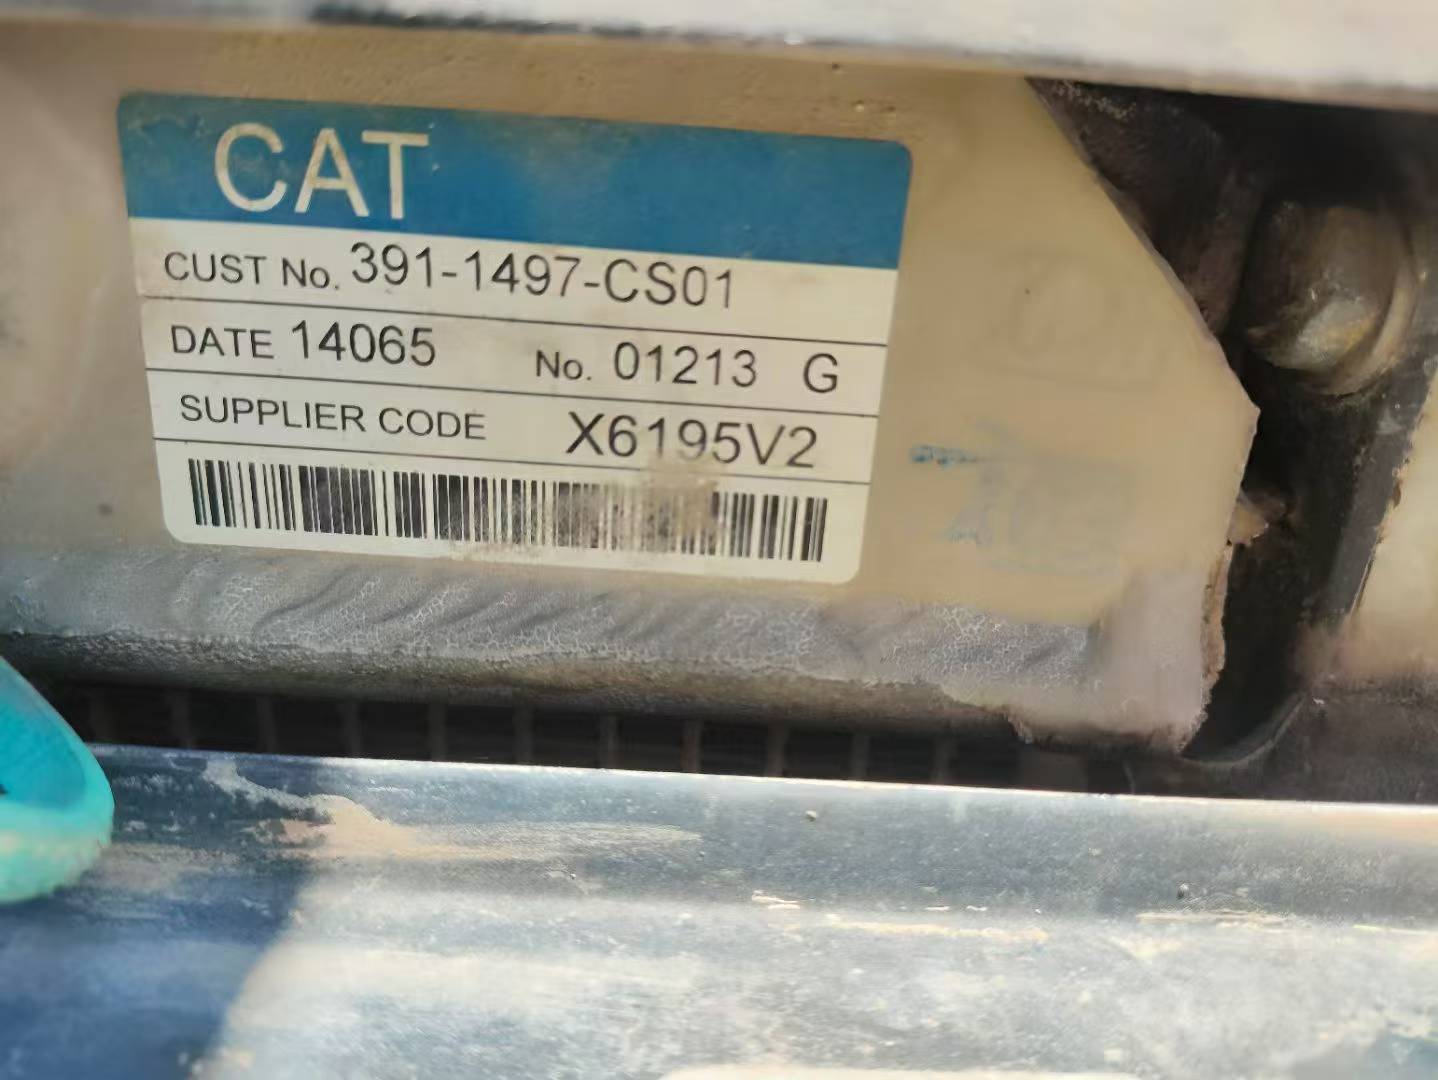 CAT
CUST No. 391-1497-CS01
DATE 14065 No. 01213 G
SUPPLIER CODE X6195V2